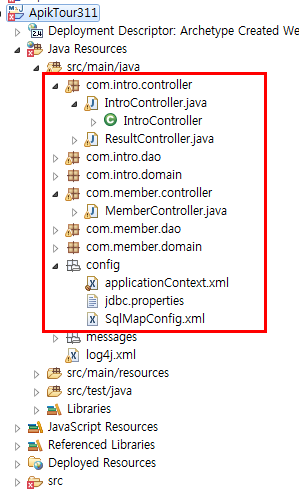 ApikTour311
Deployment Descriptor: Archetype Created We
Java Resources
src/main/java
com.intro.controller
IntroController.java
IntroController
ResultController.java
com.intro.dao
com.intro.domain
com.member.controller
MemberController.java
com.member.dao
com.member.domain
config
applicationContext.xml
jdbc.properties
SqlMapConfig.xml
messages
log4j.xml
src/main/resources
src/test/java
Libraries
JavaScript Resources
Referenced Libraries
Deployed Resources
src